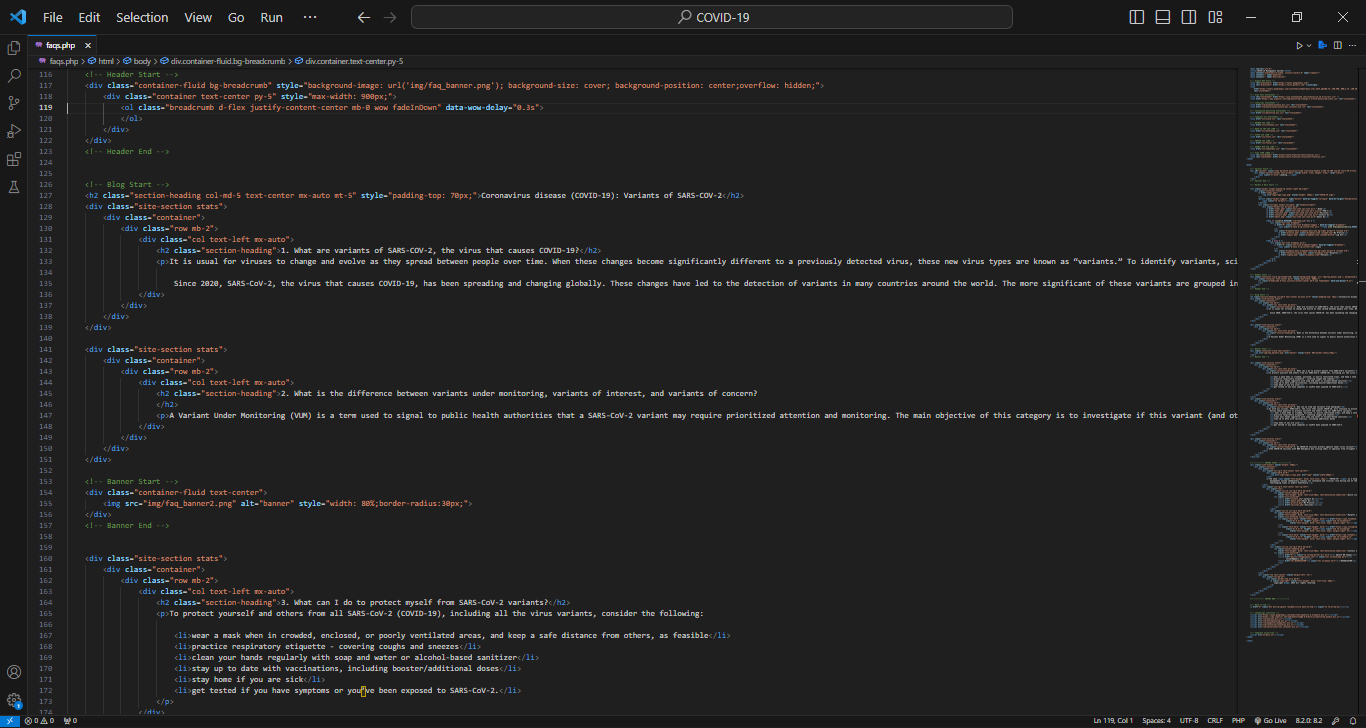 File Edit Selection View Go Run ··· COVID-19
faqs.php
faqs.php > html > body > div.container-fluid.bg-breadcrumb > div.container.text-center.py-5
116 <!-- Header Start -->
117 <div class="container-fluid bg-breadcrumb" style="background-image: url('img/faq_banner.png'); background-size: cover; background-position: center;overflow: hidden;">
118 <div class="container text-center py-5" style="max-width: 900px;">
119 <ol class="breadcrumb d-flex justify-content-center mb-0 wow fadeInDown" data-wow-delay="0.3s">
120 </ol>
121 </div>
122 </div>
123 <!-- Header End -->
124
125
126 <!-- Blog Start -->
127 <h2 class="section-heading col-md-5 text-center mx-auto mt-5" style="padding-top: 70px;">Coronavirus disease (COVID-19): Variants of SARS-COV-2</h2>
128 <div class="site-section stats">
129 <div class="container">
130 <div class="row mb-2">
131 <div class="col text-left mx-auto">
132 <h2 class="section-heading">1. What are variants of SARS-COV-2, the virus that causes COVID-19?</h2>
133 <p>It is usual for viruses to change and evolve as they spread between people over time. When these changes become significantly different to a previously detected virus, these new virus types are known as “variants.” To identify variants, sci
134
135 Since 2020, SARS-CoV-2, the virus that causes COVID-19, has been spreading and changing globally. These changes have led to the detection of variants in many countries around the world. The more significant of these variants are grouped in
136 </div>
137 </div>
138 </div>
139 </div>
140
141 <div class="site-section stats">
142 <div class="container">
143 <div class="row mb-2">
144 <div class="col text-left mx-auto">
145 <h2 class="section-heading">2. What is the difference between variants under monitoring, variants of interest, and variants of concern?
146 </h2>
147 <p>A Variant Under Monitoring (VUM) is a term used to signal to public health authorities that a SARS-CoV-2 variant may require prioritized attention and monitoring. The main objective of this category is to investigate if this variant (and ot
148 </div>
149 </div>
150 </div>
151 </div>
152
153 <!-- Banner Start -->
154 <div class="container-fluid text-center">
155 <img src="img/faq_banner2.png" alt="banner" style="width: 80%;border-radius:30px;">
156 </div>
157 <!-- Banner End -->
158
159
160 <div class="site-section stats">
161 <div class="container">
162 <div class="row mb-2">
163 <div class="col text-left mx-auto">
164 <h2 class="section-heading">3. What can I do to protect myself from SARS-CoV-2 variants?</h2>
165 <p>To protect yourself and others from all SARS-CoV-2 (COVID-19), including all the virus variants, consider the following:
166
167 <li>wear a mask when in crowded, enclosed, or poorly ventilated areas, and keep a safe distance from others, as feasible</li>
168 <li>practice respiratory etiquette – covering coughs and sneezes</li>
169 <li>clean your hands regularly with soap and water or alcohol-based sanitizer</li>
170 <li>stay up to date with vaccinations, including booster/additional doses</li>
171 <li>stay home if you are sick</li>
172 <li>get tested if you have symptoms or you’ve been exposed to SARS-CoV-2.</li>
173 </p>
174 </div>
0 0 0 Ln 119, Col 1 Spaces: 4 UTF-8 CRLF PHP Go Live 8.2.0: 8.2